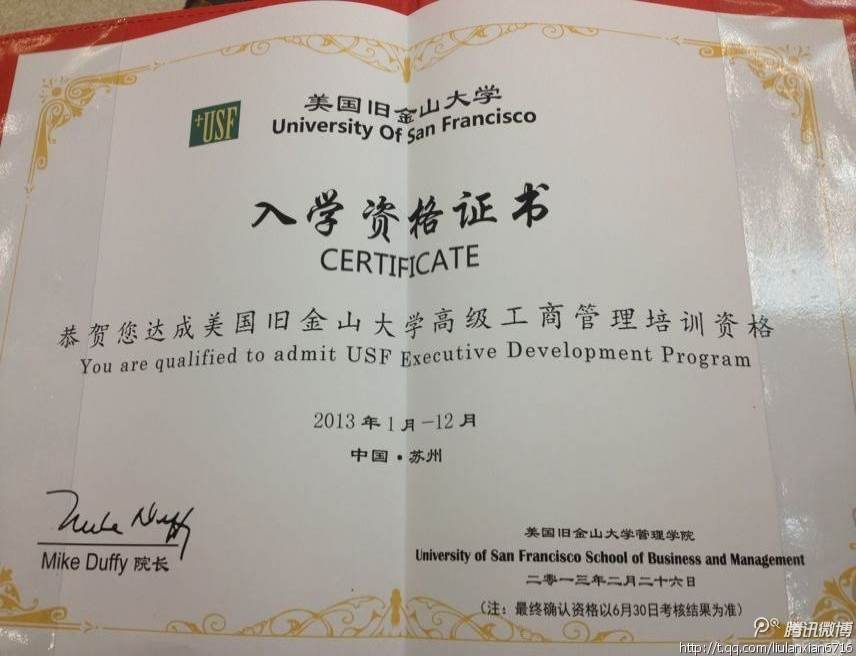 +USF
美国旧金山大学
University Of San Francisco
入学资格证书
CERTIFICATE
恭贺您达成美国旧金山大学高级工商管理培训资格
You are qualified to admit USF Executive Development Program
2013年1月-12月
中国·苏州
Mike Duffy
Mike Duffy 院长
美国旧金山大学管理学院
University of San Francisco School of Business and Management
二零一三年二月二十六日
(注：最终确认资格以6月30日考核结果为准)
腾讯微博
http://t.qq.com/liulanxian6716